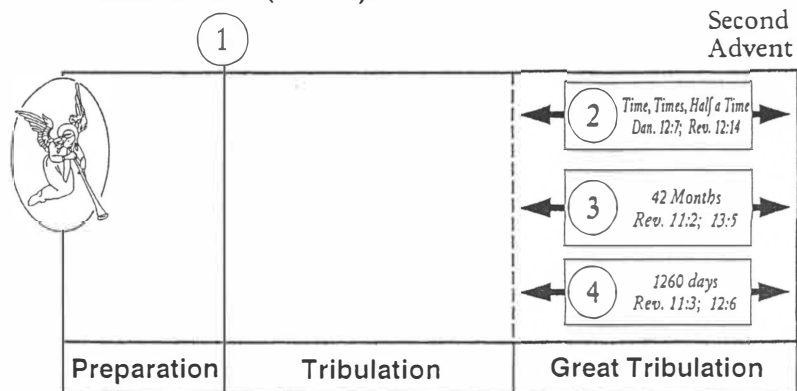 1
Second
Advent
2
Time, Times, Half a Time
Dan. 12:7; Rev. 12:14
3
42 Months
Rev. 11:2; 13:5
4
1260 days
Rev. 11:3; 12:6
Preparation
Tribulation
Great Tribulation